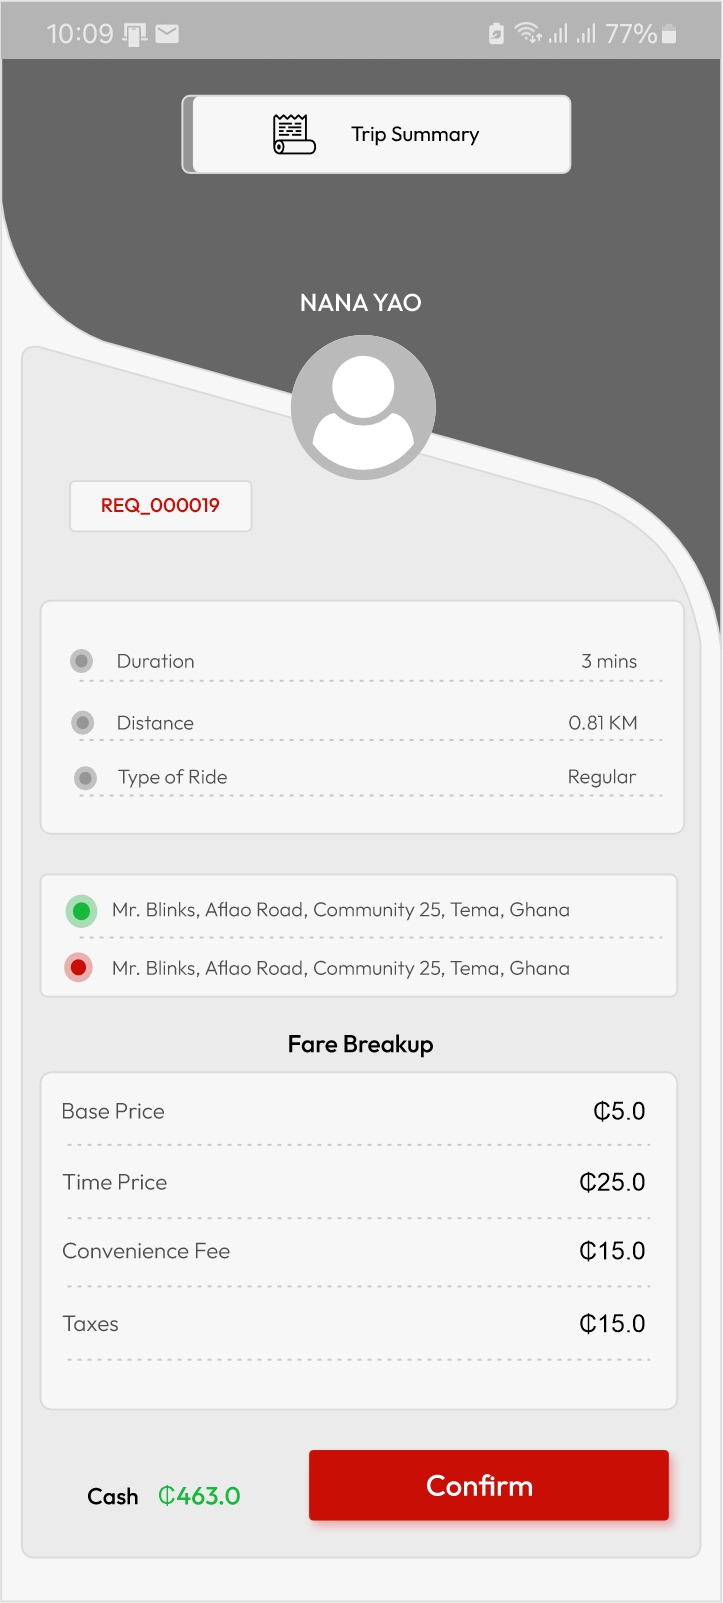 10:09 77%
Trip Summary
NANA YAO
REQ_000019
Duration 3 mins
Distance 0.81 KM
Type of Ride Regular
Mr. Blinks, Aflao Road, Community 25, Tema, Ghana
Mr. Blinks, Aflao Road, Community 25, Tema, Ghana
Fare Breakup
Base Price ₵5.0
Time Price ₵25.0
Convenience Fee ₵15.0
Taxes ₵15.0
Cash ₵463.0 Confirm